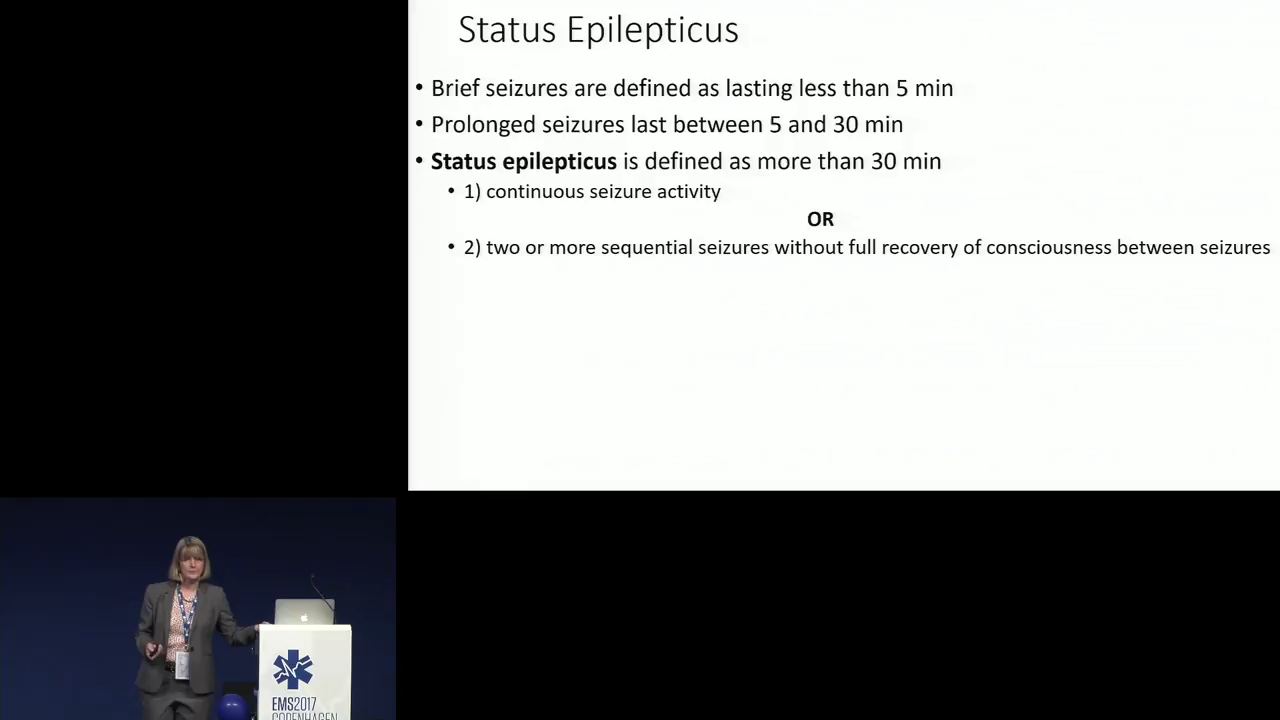 Status Epilepticus
• Brief seizures are defined as lasting less than 5 min
• Prolonged seizures last between 5 and 30 min
• Status epilepticus is defined as more than 30 min
• 1) continuous seizure activity
OR
• 2) two or more sequential seizures without full recovery of consciousness between seizures
EMS2017
COPENHAGEN